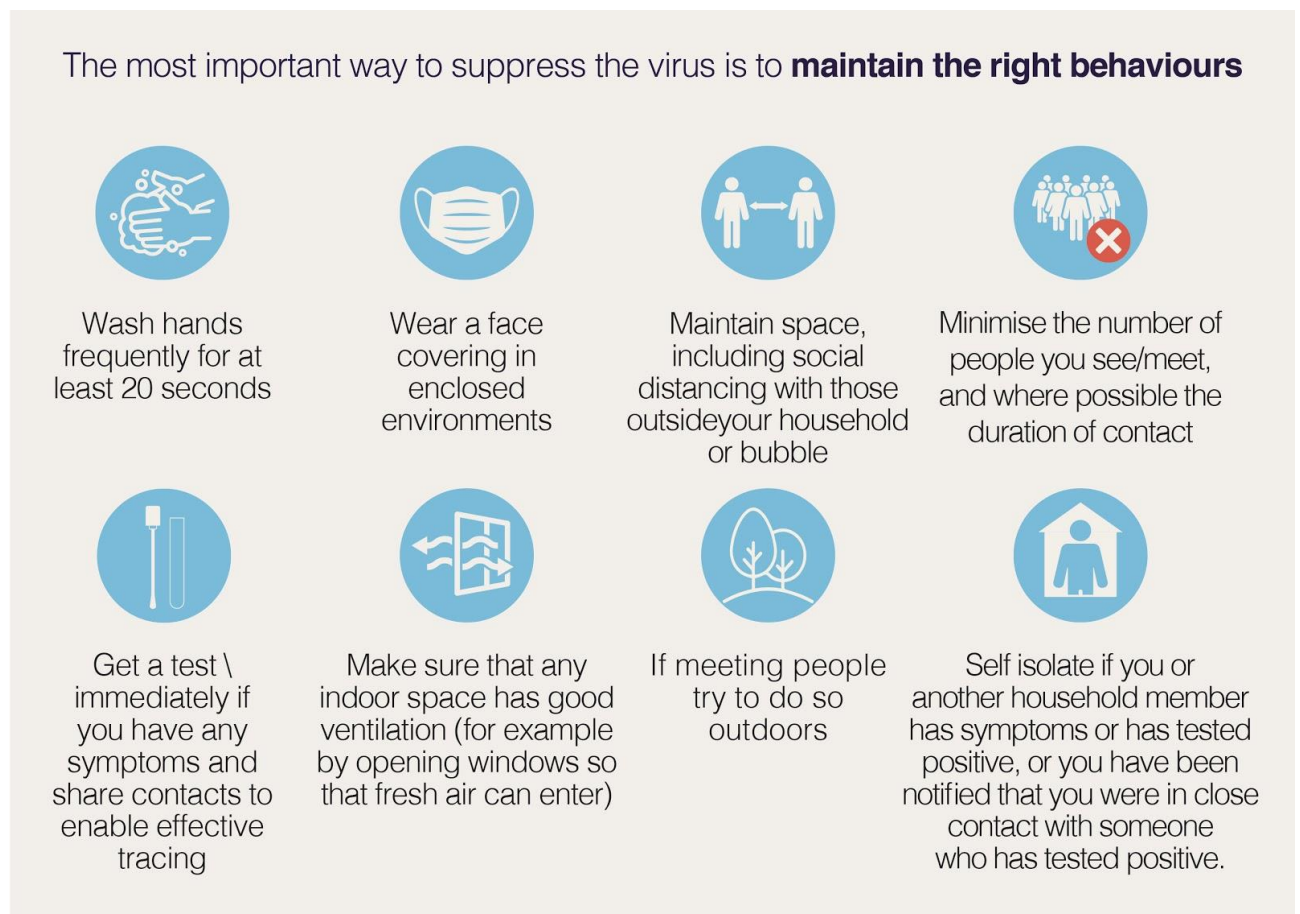 The most important way to suppress the virus is to maintain the right behaviours
Wash hands
frequently for at
least 20 seconds
Wear a face
covering in
enclosed
environments
Maintain space,
including social
distancing with those
outsideyour household
or bubble
Minimise the number of
people you see/meet,
and where possible the
duration of contact
Get a test \
immediately if
you have any
symptoms and
share contacts to
enable effective
tracing
Make sure that any
indoor space has good
ventilation (for example
by opening windows so
that fresh air can enter)
If meeting people
try to do so
outdoors
Self isolate if you or
another household member
has symptoms or has tested
positive, or you have been
notified that you were in close
contact with someone
who has tested positive.